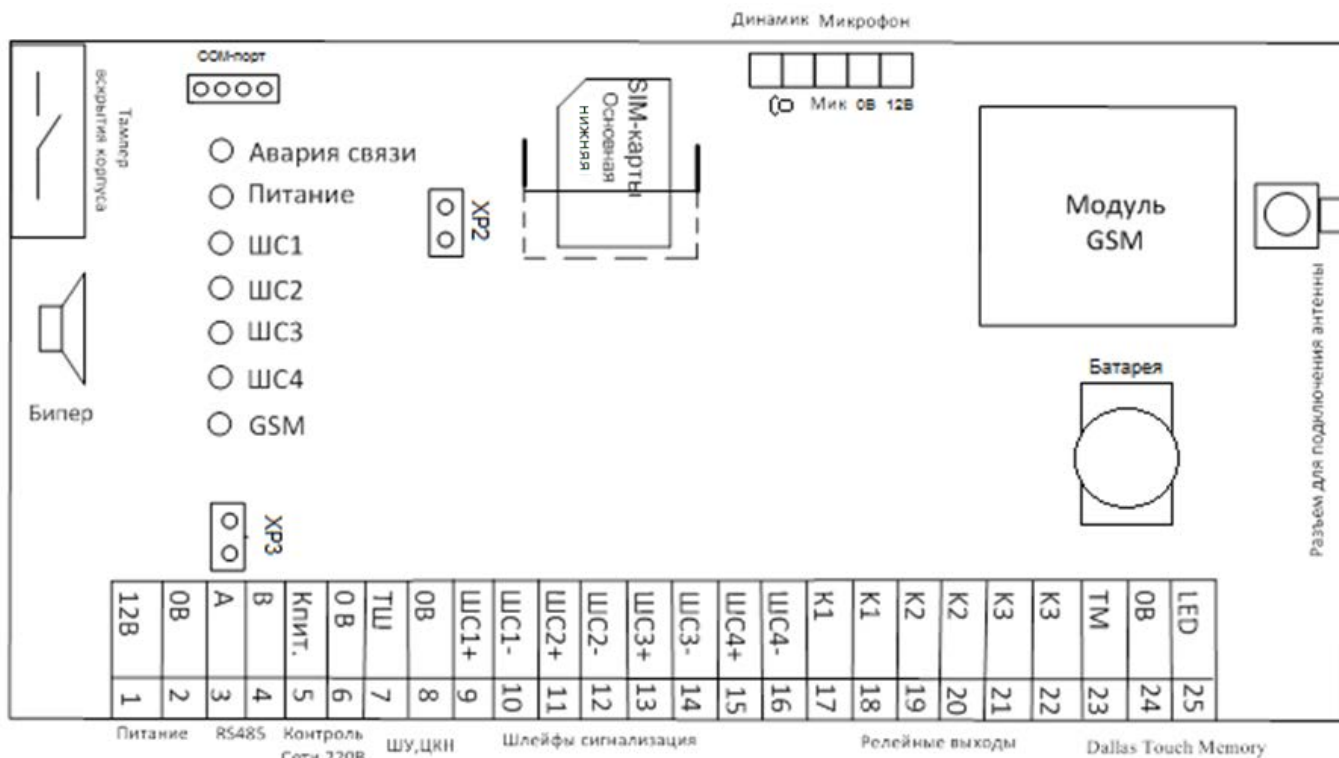 Динамик Микрофон
COM-порт
Тампер
вскрытия корпуса
SIM-карты
Основная
нижняя
Мик 0В 12В
Авария связи
Питание
XP2
ШС1
ШС2
ШС3
ШС4
GSM
Бипер
Модуль
GSM
Разъем для подключения антенны
Батарея
XP3
12В
0В
А
В
Кпит.
0 В
ТШ
0В
ШС1+
ШС1-
ШС2+
ШС2-
ШС3+
ШС3-
ШС4+
ШС4-
К1
К1
К2
К2
К3
К3
ТМ
0В
LED
1 2 3 4 5 6 7 8 9 10 11 12 13 14 15 16 17 18 19 20 21 22 23 24 25
Питание RS485 Контроль ШУ,ЦКН Шлейфы сигнализация Релейные выходы Dallas Touch Memory
Сети 220В